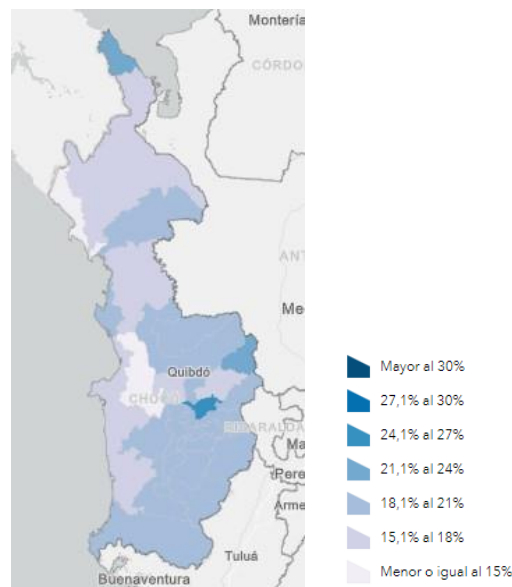 Montería
CÓRDO
ANT
Me
Quibdó
CHOCÓ
RISARALDA
Ma
Pere
Arme
Tuluá
Buenaventura
Mayor al 30%
27,1% al 30%
24,1% al 27%
21,1% al 24%
18,1% al 21%
15,1% al 18%
Menor o igual al 15%